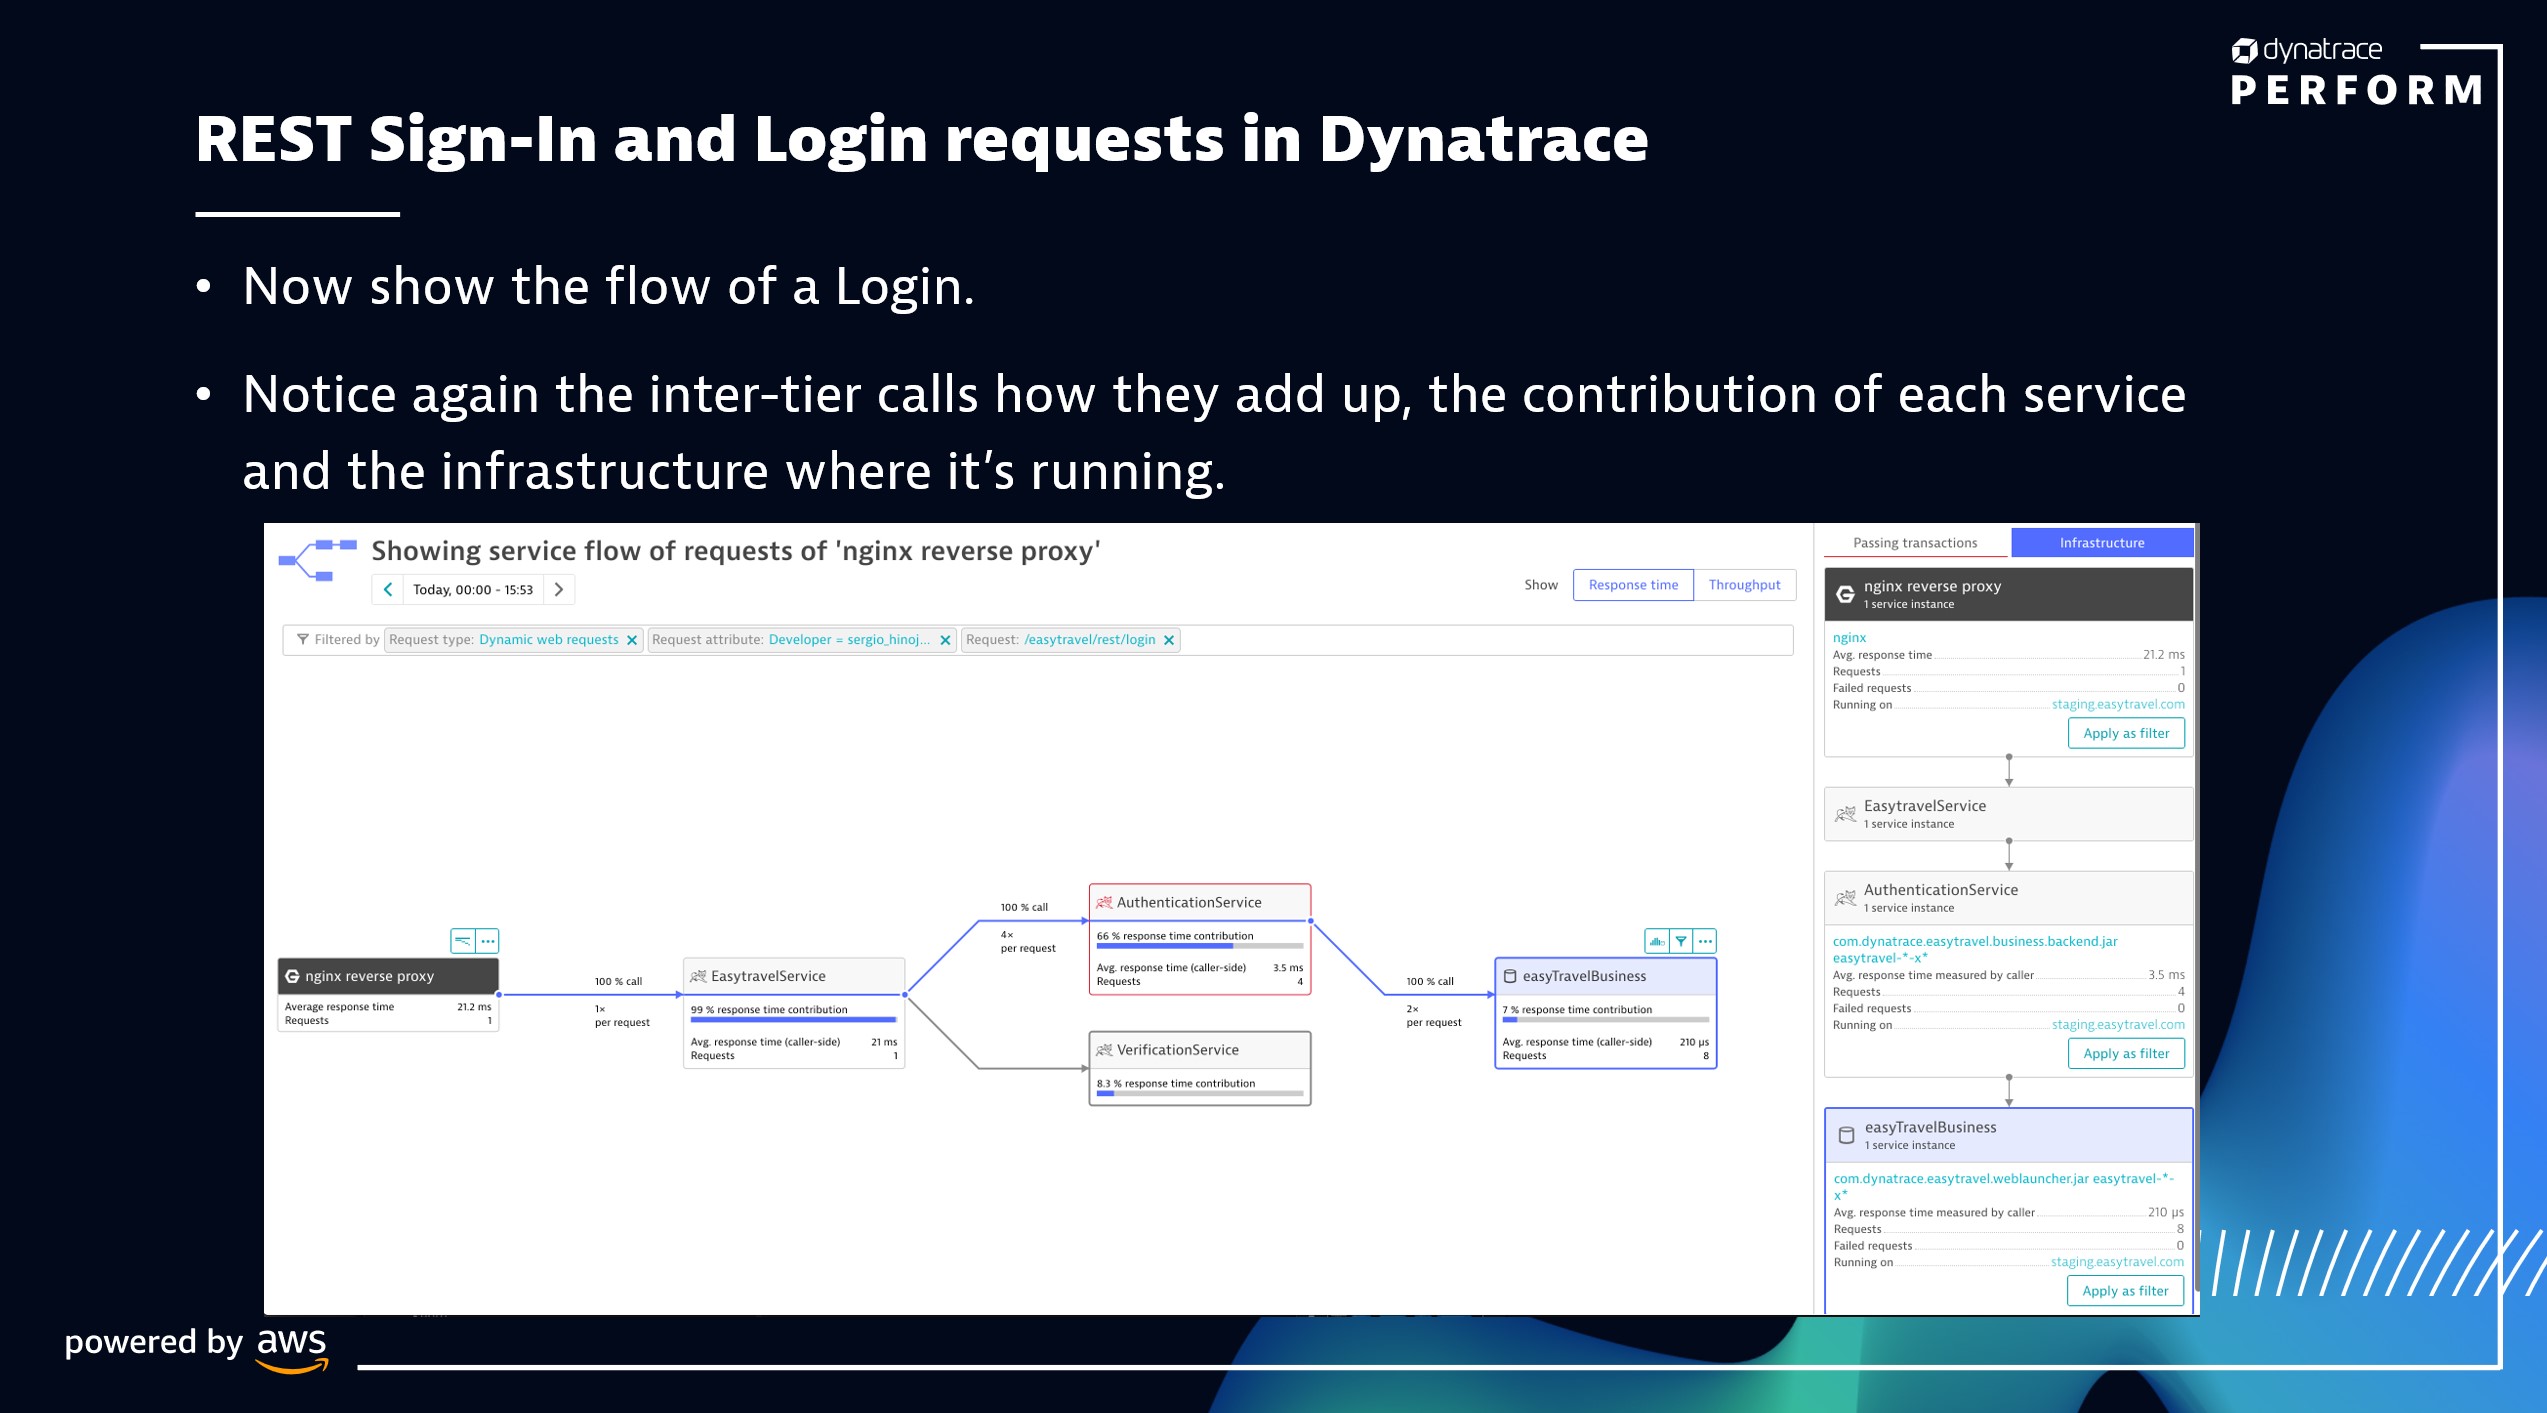 dynatrace
PERFORM
REST Sign-In and Login requests in Dynatrace
• Now show the flow of a Login.
• Notice again the inter-tier calls how they add up, the contribution of each service
and the infrastructure where it’s running.
Showing service flow of requests of 'nginx reverse proxy'
Today, 00:00 - 15:53
Show Response time Throughput
Filtered by Request type: Dynamic web requests Request attribute: Developer = sergio_hinoj... Request: /easytravel/rest/login
nginx reverse proxy
Average response time 21.2 ms
Requests 1
100 % call
1×
per request
EasytravelService
99 % response time contribution
Avg. response time (caller-side) 21 ms
Requests 1
100 % call
4×
per request
AuthenticationService
66 % response time contribution
Avg. response time (caller-side) 3.5 ms
Requests 4
VerificationService
8.3 % response time contribution
100 % call
2×
per request
easyTravelBusiness
7 % response time contribution
Avg. response time (caller-side) 210 µs
Requests 8
Passing transactions Infrastructure
nginx reverse proxy
1 service instance
nginx
Avg. response time 21.2 ms
Requests 1
Failed requests 0
Running on staging.easytravel.com
Apply as filter
EasytravelService
1 service instance
AuthenticationService
1 service instance
com.dynatrace.easytravel.business.backend.jar
easytravel-*-x*
Avg. response time measured by caller 3.5 ms
Requests 4
Failed requests 0
Running on staging.easytravel.com
Apply as filter
easyTravelBusiness
1 service instance
com.dynatrace.easytravel.weblauncher.jar easytravel-*-
x*
Avg. response time measured by caller 210 µs
Requests 8
Failed requests 0
Running on staging.easytravel.com
Apply as filter
powered by aws